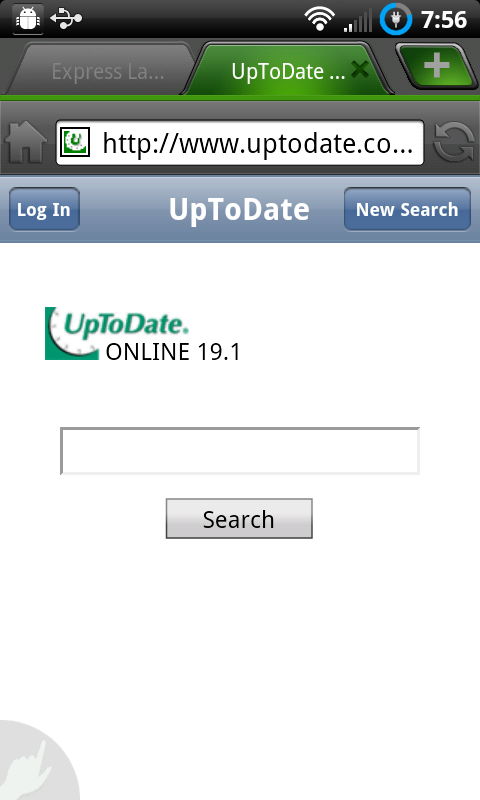 7:56
Express La...
UpToDate ...
http://www.uptodate.co...
Log In
UpToDate
New Search
UpToDate.
ONLINE 19.1
Search